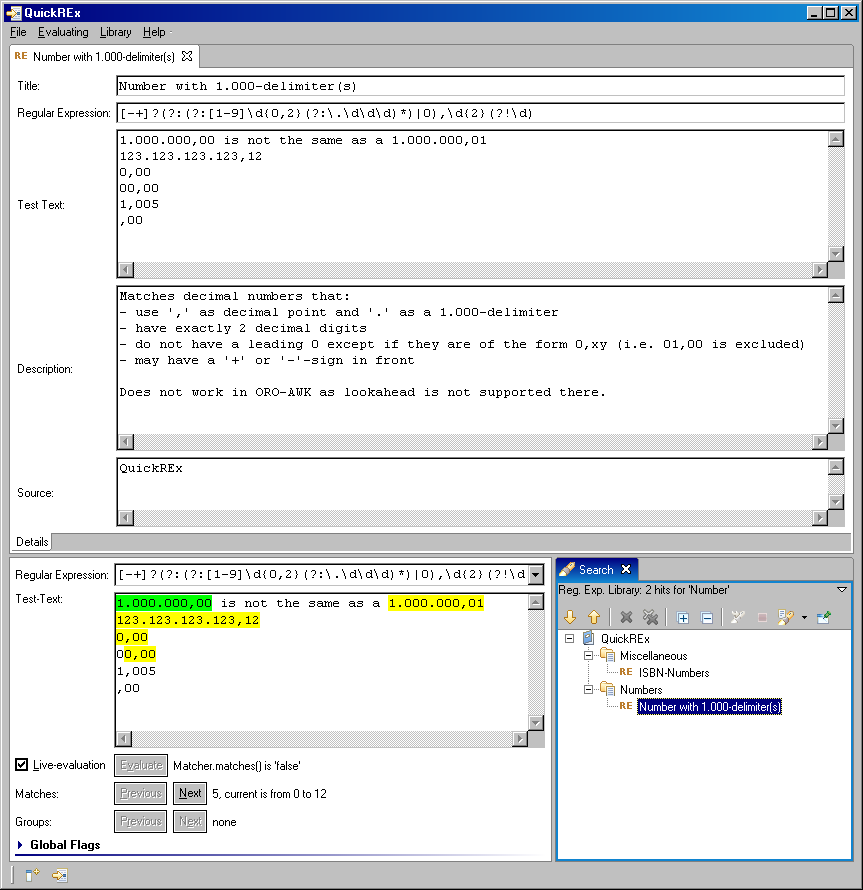 QuickREx
File Evaluating Library Help
RE Number with 1.000-delimiter(s)
Title: Number with 1.000-delimiter(s)
Regular Expression: [-+]?(?:(?:[1-9]\d{0,2}(?:\.\d\d\d)*)|0),\d{2}(?!\d)
Test Text:
1.000.000,00 is not the same as a 1.000.000,01
123.123.123.123,12
0,00
00,00
1,005
,00
Description:
Matches decimal numbers that:
- use ',' as decimal point and '.' as a 1.000-delimiter
- have exactly 2 decimal digits
- do not have a leading 0 except if they are of the form 0,xy (i.e. 01,00 is excluded)
- may have a '+' or '-'-sign in front
Does not work in ORO-AWK as lookahead is not supported there.
Source:
QuickREx
Details
Regular Expression: [-+]?(?:(?:[1-9]\d{0,2}(?:\.\d\d\d)*)|0),\d{2}(?!\d
Test-Text:
1.000.000,00 is not the same as a 1.000.000,01
123.123.123.123,12
0,00
00,00
1,005
,00
Live-evaluation Evaluate Matcher.matches() is 'false'
Matches: Previous Next 5, current is from 0 to 12
Groups: Previous Next none
Global Flags
Search
Reg. Exp. Library: 2 hits for 'Number'
QuickREx
Miscellaneous
RE ISBN-Numbers
Numbers
RE Number with 1.000-delimiter(s)